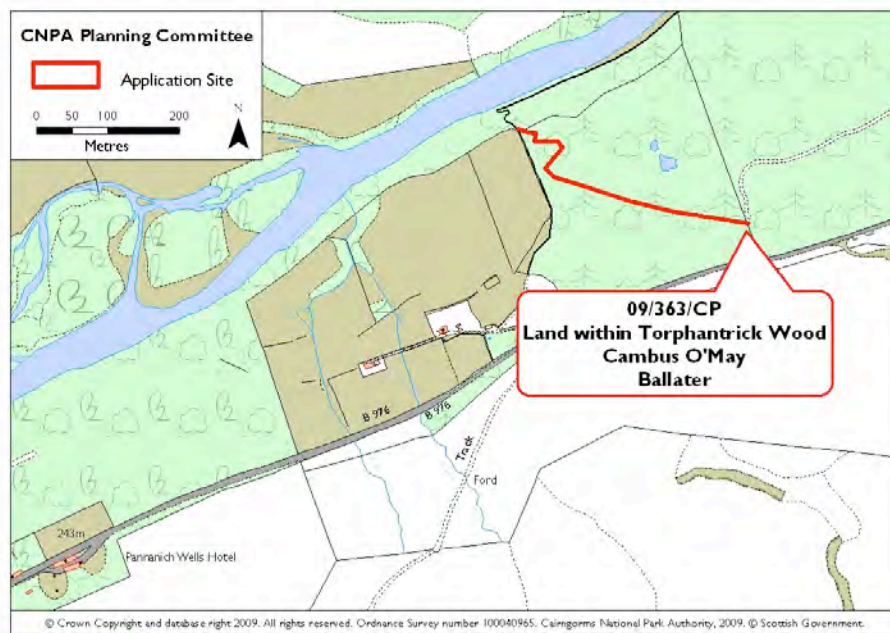 CNPA Planning Committee
Application Site
N
0 50 100 200
Metres
09/363/CP
Land within Torphantrick Wood
Cambus O'May
Ballater
B 976
B 976
Track
Ford
243m
Pannanich Wells Hotel
© Crown Copyright and database right 2009. All rights reserved. Ordnance Survey number 100040965. Cairngorms National Park Authority, 2009. © Scottish Government.